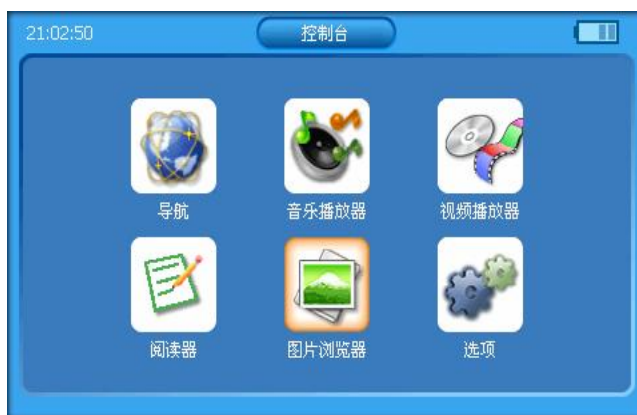 21:02:50
控制台
导航
音乐播放器
视频播放器
阅读器
图片浏览器
选项